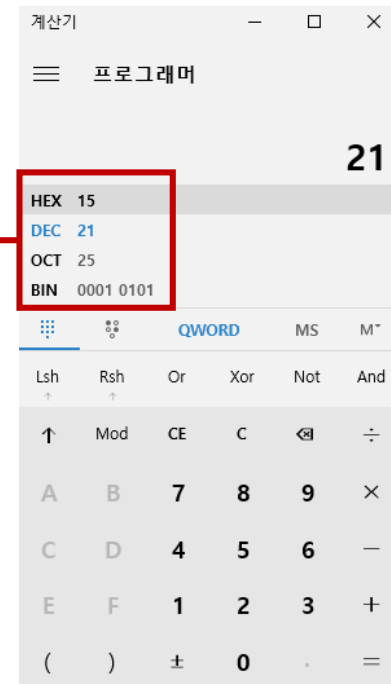 계산기
프로그래머
21
HEX 15
DEC 21
OCT 25
BIN 0001 0101
QWORD MS M
Lsh Rsh Or Xor Not And
↑ Mod CE C ÷
A B 7 8 9 ×
C D 4 5 6 −
E F 1 2 3 +
( ) ± 0 . =